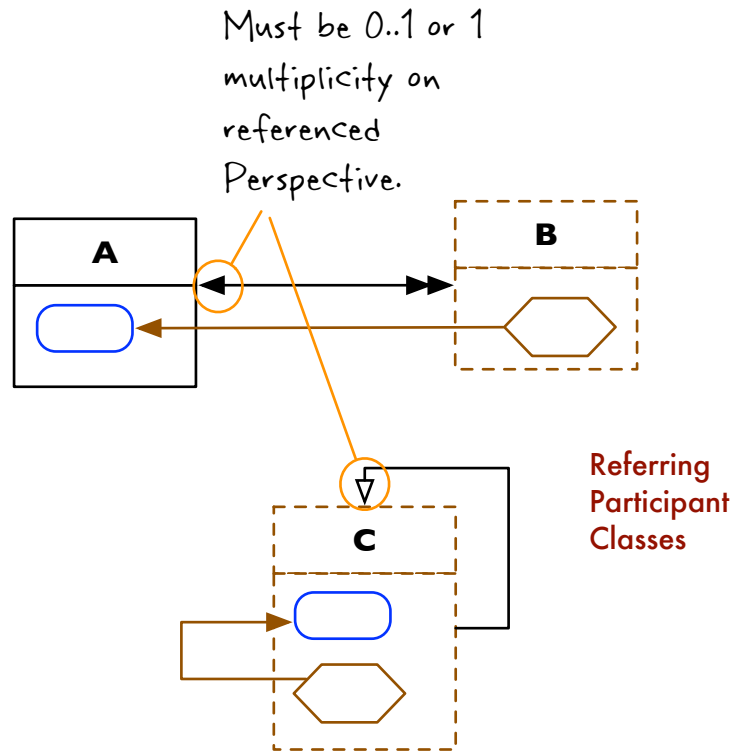 Must be 0..1 or 1
multiplicity on
referenced
Perspective.
A
B
Referring
Participant
Classes
C